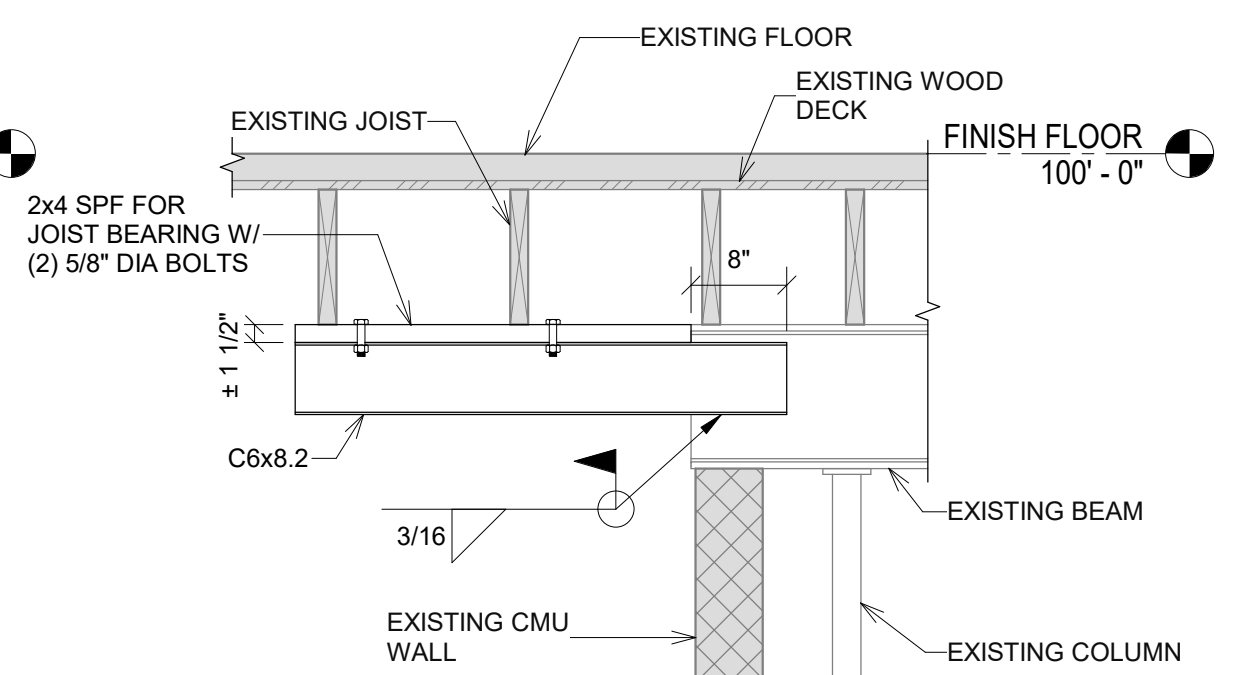 EXISTING FLOOR
EXISTING WOOD
DECK
EXISTING JOIST
FINISH FLOOR
100' - 0"
2x4 SPF FOR
JOIST BEARING W/
(2) 5/8" DIA BOLTS
8"
± 1 1/2"
C6x8.2
3/16
EXISTING BEAM
EXISTING CMU
WALL
EXISTING COLUMN